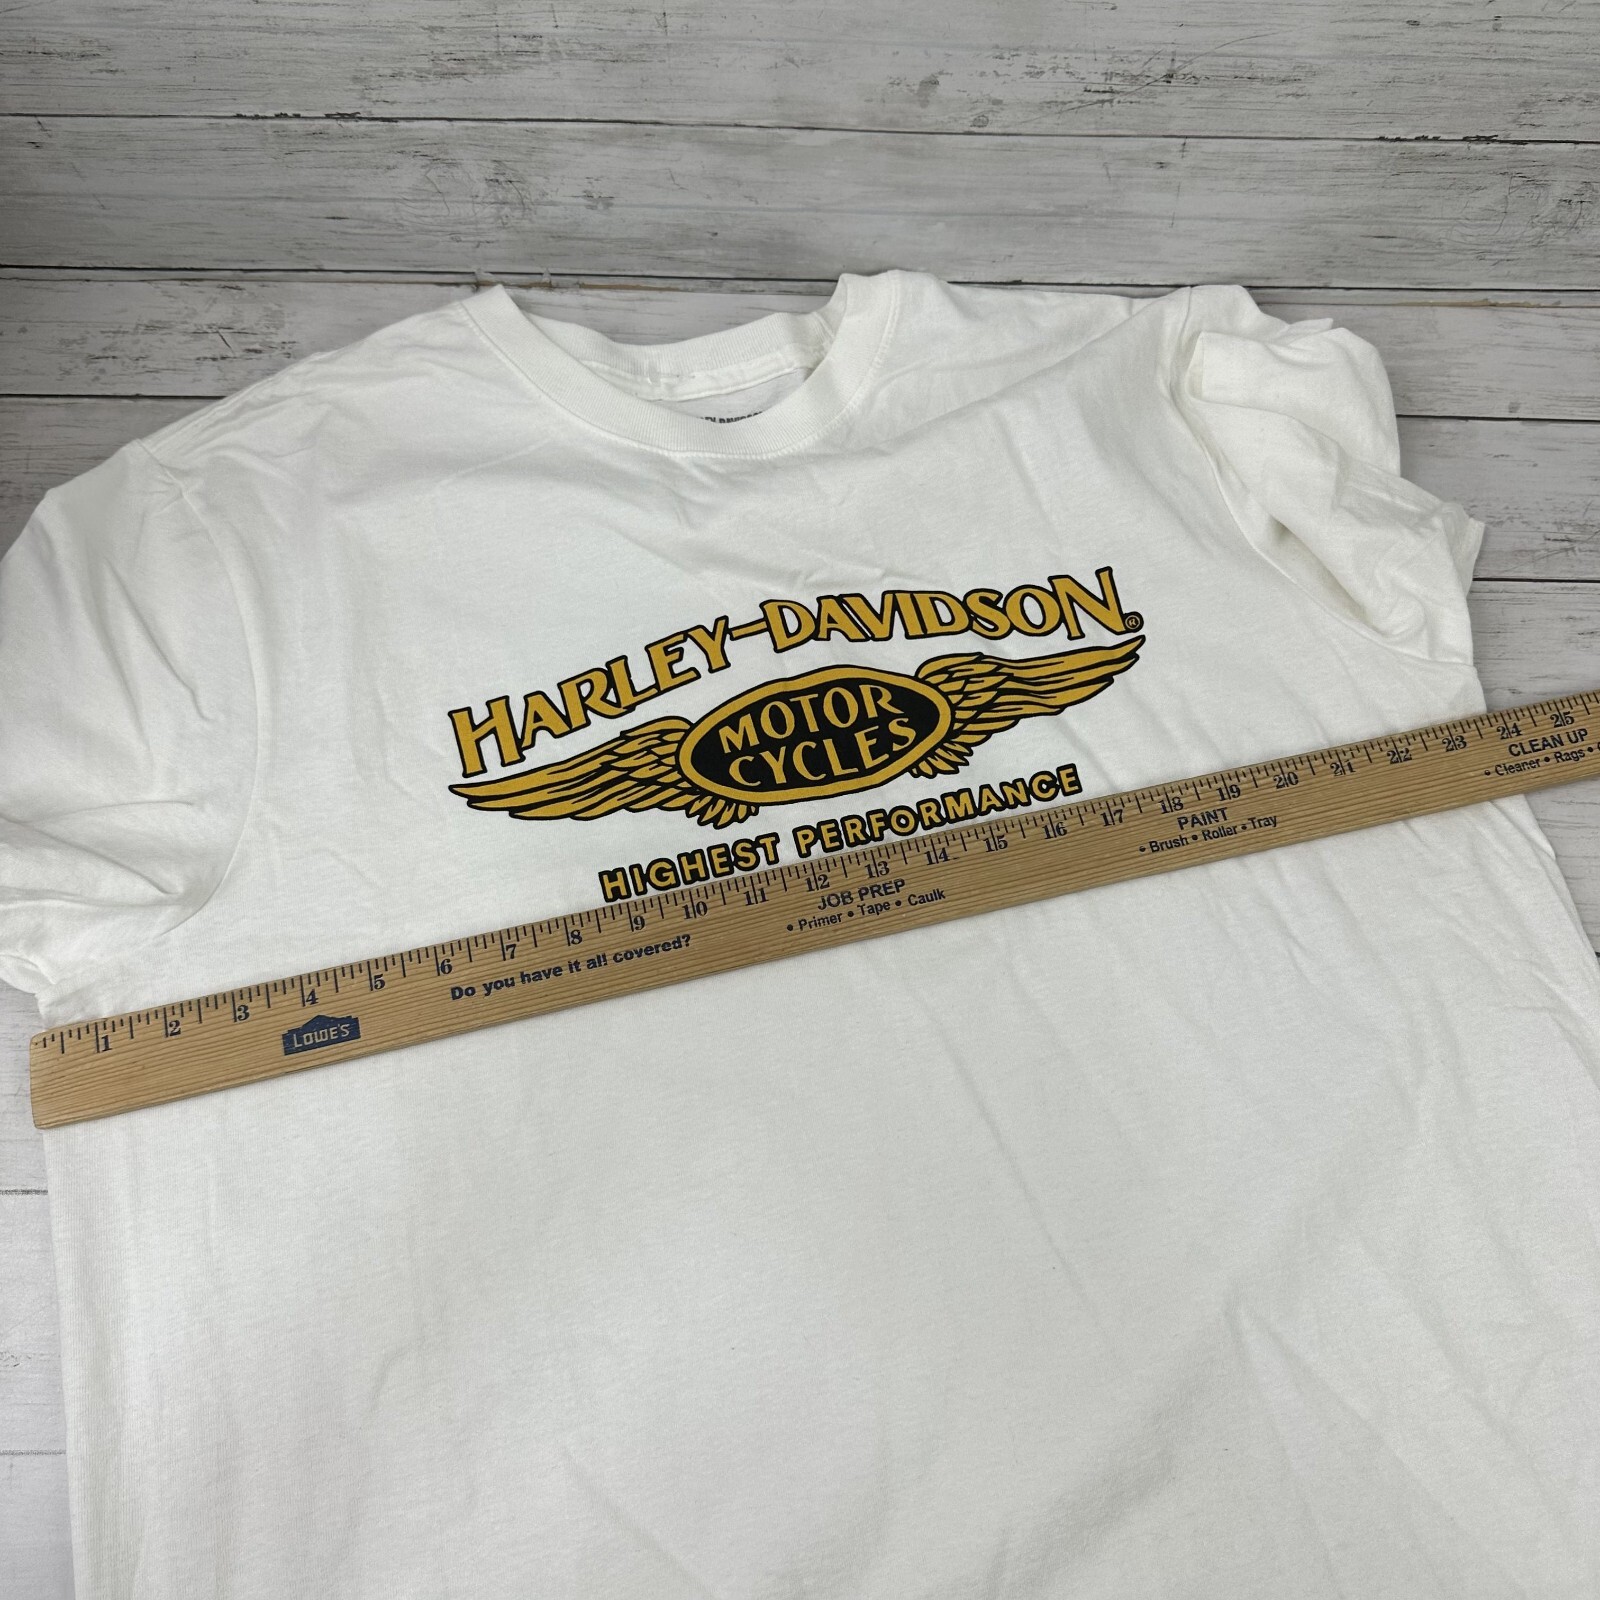 HARLEY-DAVIDSON®
MOTOR
CYCLES
HIGHEST PERFORMANCE
1 2 3 4 5 6 7 8 9 10 11 12 13 14 15 16 17 18 19 20 21 22 23 24 25
LOWE'S
Do you have it all covered?
JOB PREP
• Primer • Tape • Caulk
PAINT
• Brush • Roller • Tray
CLEAN UP
• Cleaner • Rags •